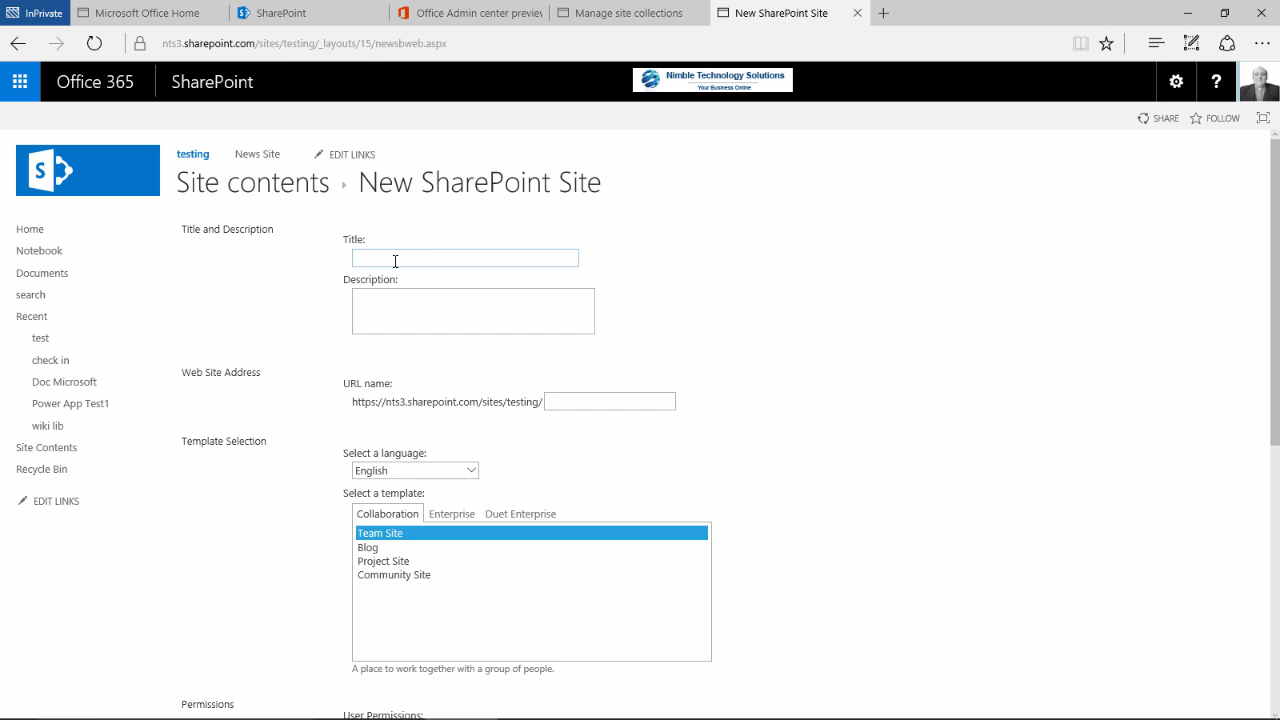 InPrivate
Microsoft Office Home
SharePoint
Office Admin center previev
Manage site collections
New SharePoint Site
nts3.sharepoint.com/sites/testing/_layouts/15/newsbweb.aspx
Office 365
SharePoint
Nimble Technology Solutions
Your Business Online
SHARE
FOLLOW
testing
News Site
EDIT LINKS
Site contents
New SharePoint Site
Home
Notebook
Documents
search
Recent
test
check in
Doc Microsoft
Power App Test1
wiki lib
Site Contents
Recycle Bin
EDIT LINKS
Title and Description
Title:
Description:
Web Site Address
URL name:
https://nts3.sharepoint.com/sites/testing/
Template Selection
Select a language:
English
Select a template:
Collaboration Enterprise Duet Enterprise
Team Site
Blog
Project Site
Community Site
A place to work together with a group of people.
Permissions
User Permissions: